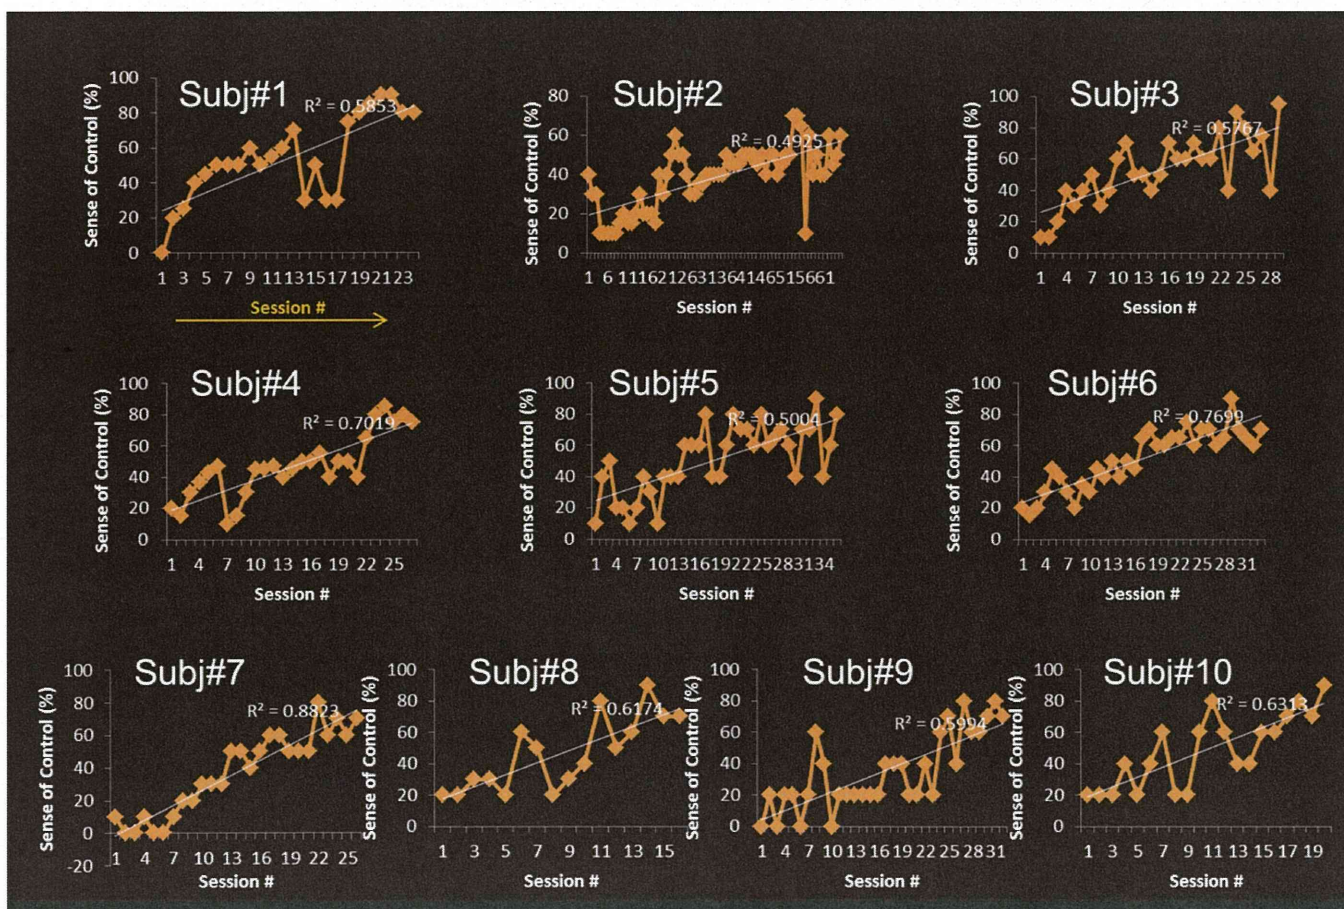 Subj#1
Sense of Control (%)
100
80
60
40
20
0
R² = 0.5853
1 3 5 7 9 11 13 15 17 19 21 23
Session #
Subj#2
Sense of Control (%)
80
60
40
20
0
R² = 0.4925
1 6 11 16 21 26 31 36 41 46 51 56 61
Session #
Subj#3
Sense of Control (%)
100
80
60
40
20
0
R² = 0.5767
1 4 7 10 13 16 19 22 25 28
Session #
Subj#4
Sense of Control (%)
100
80
60
40
20
0
R² = 0.7019
1 4 7 10 13 16 19 22 25
Session #
Subj#5
Sense of Control (%)
100
80
60
40
20
0
R² = 0.5004
1 4 7 10 13 16 19 22 25 28 31 34
Session #
Subj#6
Sense of Control (%)
100
80
60
40
20
0
R² = 0.7699
1 4 7 10 13 16 19 22 25 28 31
Session #
Subj#7
Sense of Control (%)
100
80
60
40
20
0
-20
R² = 0.8823
1 4 7 10 13 16 19 22 25
Session #
Subj#8
Sense of Control (%)
100
80
60
40
20
0
R² = 0.6174
1 3 5 7 9 11 13 15
Session #
Subj#9
Sense of Control (%)
100
80
60
40
20
0
R² = 0.5994
1 4 7 10 13 16 19 22 25 28 31
Session #
Subj#10
Sense of Control (%)
100
80
60
40
20
0
R² = 0.6313
1 3 5 7 9 11 13 15 17 19
Session #